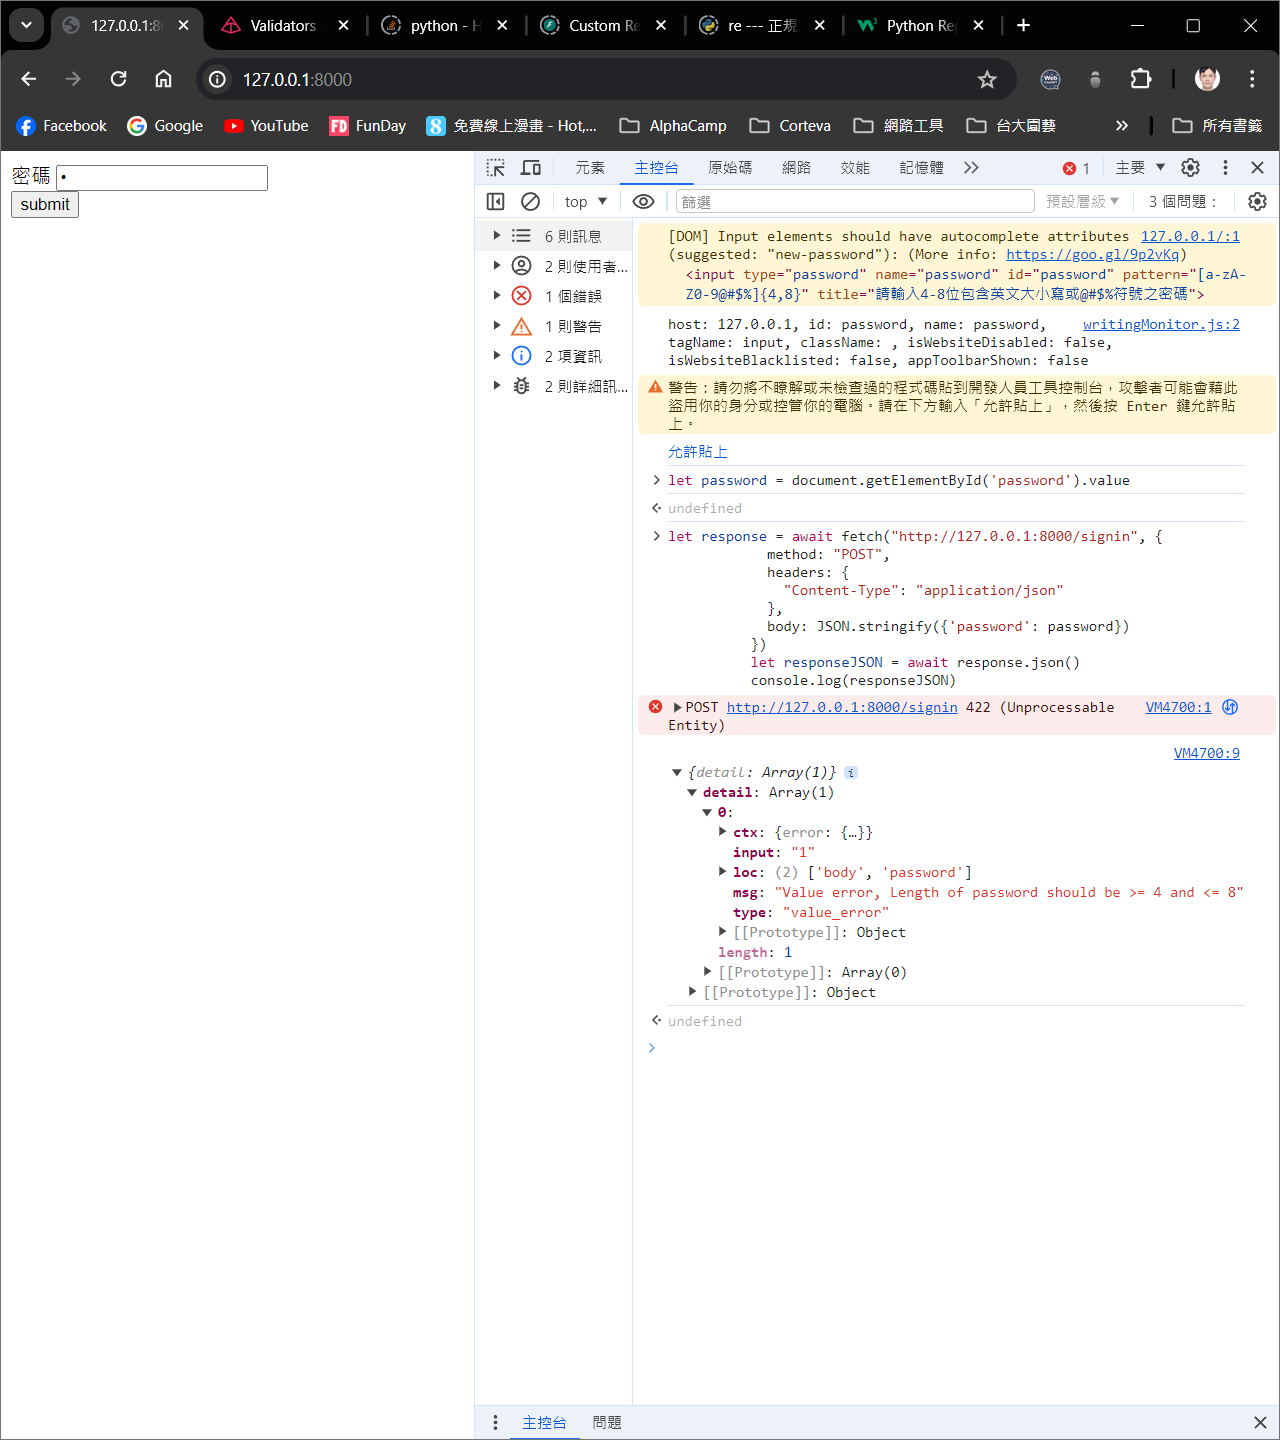 127.0.0.1:8
Validators
python - H
Custom Re
re --- 正規
Python Reg
127.0.0.1:8000
Facebook
Google
YouTube
FunDay
免費線上漫畫 - Hot,...
AlphaCamp
Corteva
網路工具
台大園藝
所有書籤
密碼
submit
元素
主控台
原始碼
網路
效能
記憶體
1
主要
top
篩選
預設層級
3 個問題：
6 則訊息
2 則使用者...
1 個錯誤
1 則警告
2 項資訊
2 則詳細訊...
[DOM] Input elements should have autocomplete attributes 127.0.0.1/:1
(suggested: "new-password"): (More info: https://goo.gl/9p2vKq)
<input type="password" name="password" id="password" pattern="[a-zA-
Z0-9@#$%]{4,8}" title="請輸入4-8位包含英文大小寫或@#$%符號之密碼">
host: 127.0.0.1, id: password, name: password, writingMonitor.js:2
tagName: input, className: , isWebsiteDisabled: false,
isWebsiteBlacklisted: false, appToolbarShown: false
警告：請勿將不瞭解或未檢查過的程式碼貼到開發人員工具控制台，攻擊者可能會藉此
盜用你的身分或控管你的電腦。請在下方輸入「允許貼上」，然後按 Enter 鍵允許貼
上。
允許貼上
let password = document.getElementById('password').value
undefined
let response = await fetch("http://127.0.0.1:8000/signin", {
method: "POST",
headers: {
"Content-Type": "application/json"
},
body: JSON.stringify({'password': password})
})
let responseJSON = await response.json()
console.log(responseJSON)
POST http://127.0.0.1:8000/signin 422 (Unprocessable VM4700:1
Entity)
VM4700:9
{detail: Array(1)} i
detail: Array(1)
0:
ctx: {error: {…}}
input: "1"
loc: (2) ['body', 'password']
msg: "Value error, Length of password should be >= 4 and <= 8"
type: "value_error"
[[Prototype]]: Object
length: 1
[[Prototype]]: Array(0)
[[Prototype]]: Object
undefined
主控台
問題